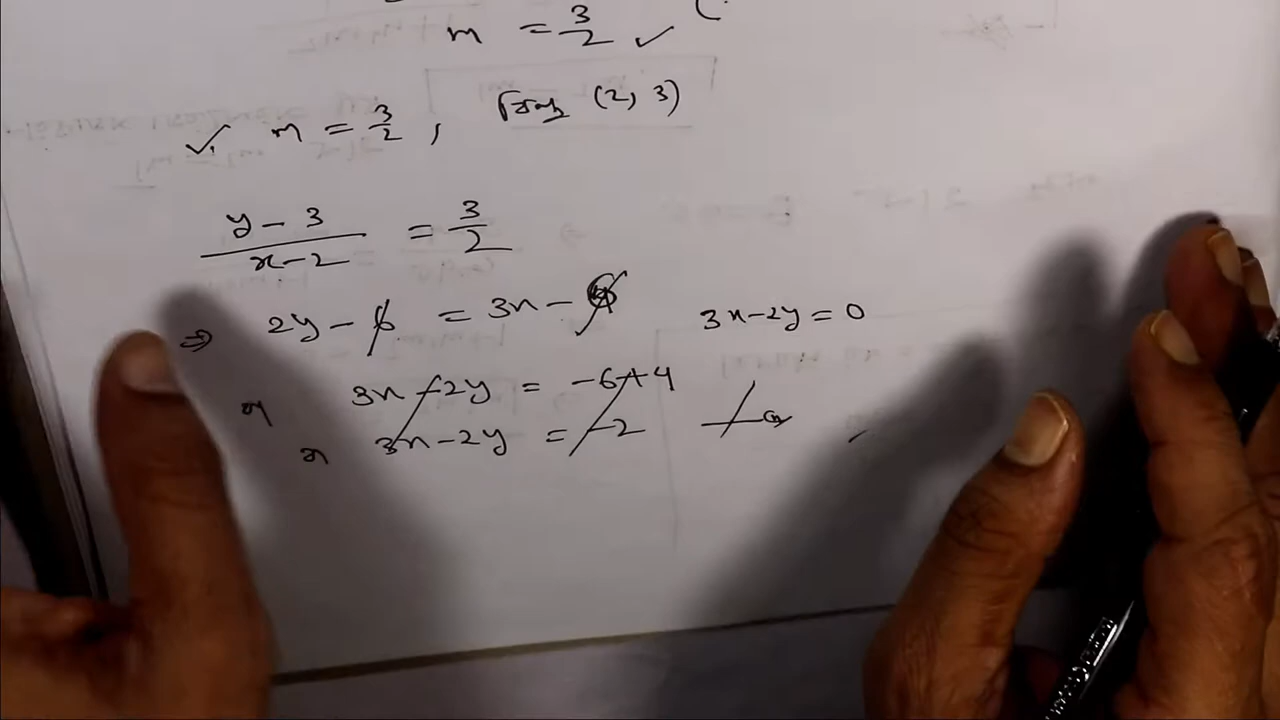 m = 3/2 ✓
✓. m = 3/2, বিন্দু (2, 3)
(y - 3)/(x - 2) = 3/2
⇒ 2y - 6 = 3x - 6
3x - 2y = 0
বা 3x - 2y = -6 + 4
বা 3x - 2y = -2